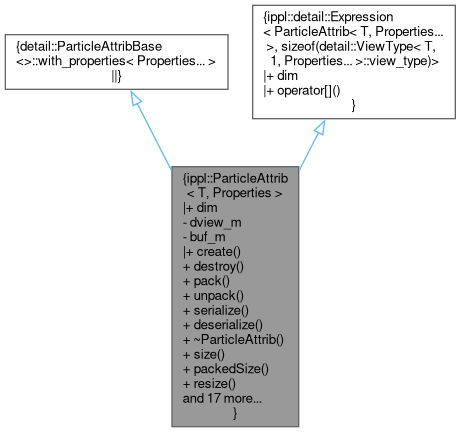 {detail::ParticleAttribBase
<>::with_properties< Properties... >
||}
{ippl::detail::Expression
< ParticleAttrib< T, Properties...
>, sizeof(detail::ViewType< T,
1, Properties... >::view_type)>
|+ dim
|+ operator[]()
}
{ippl::ParticleAttrib
< T, Properties >
|+ dim
- dview_m
- buf_m
|+ create()
+ destroy()
+ pack()
+ unpack()
+ serialize()
+ deserialize()
+ ~ParticleAttrib()
+ size()
+ packedSize()
+ resize()
and 17 more...
}